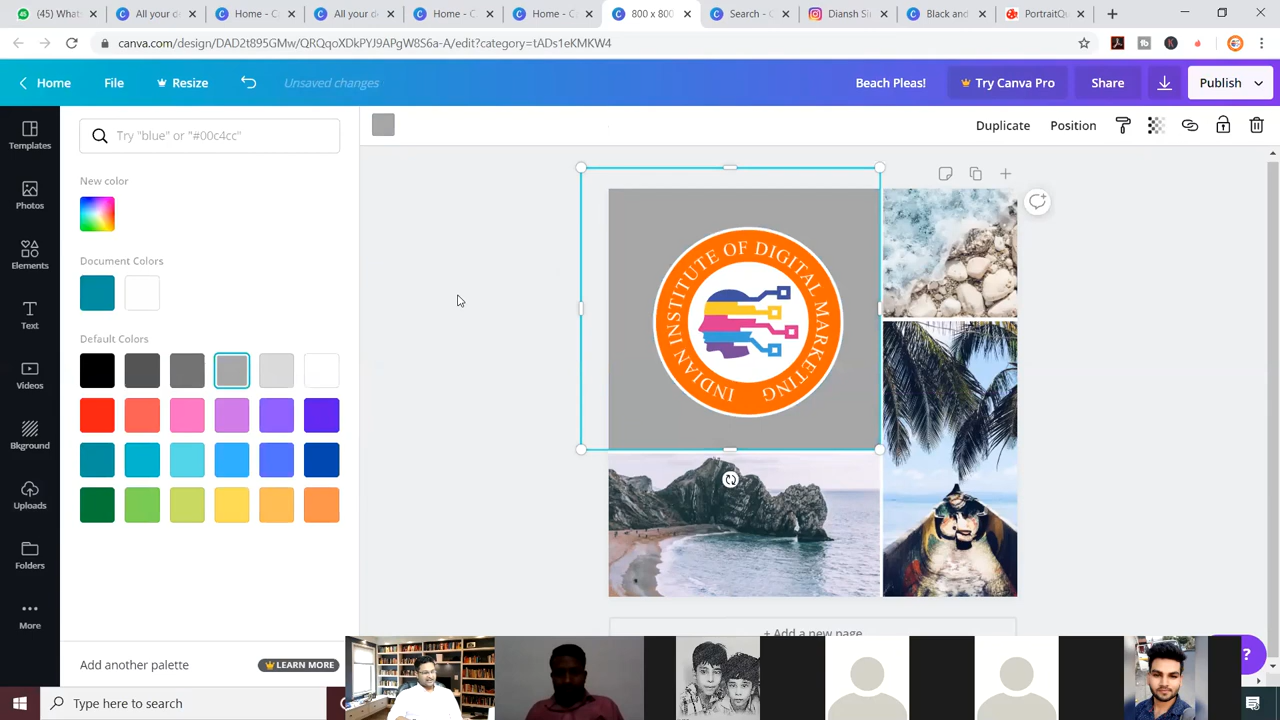 (45) What
All your d
Home - C
All your d
Home - C
Home - C
800 x 800
Search - C
Diansh Si
Black and
PortraitQ
canva.com/design/DAD2t895GMw/QRQqoXDkPYJ9APgW8S6a-A/edit?category=tADs1eKMKW4
Home
File
Resize
Unsaved changes
Beach Pleas!
Try Canva Pro
Share
Publish
Templates
Photos
Elements
Text
Videos
Bkground
Uploads
Folders
More
Try "blue" or "#00c4cc"
New color
Document Colors
Default Colors
Add another palette
LEARN MORE
Duplicate
Position
INDIAN INSTITUTE OF DIGITAL MARKETING
+ Add a new page
?
Type here to search